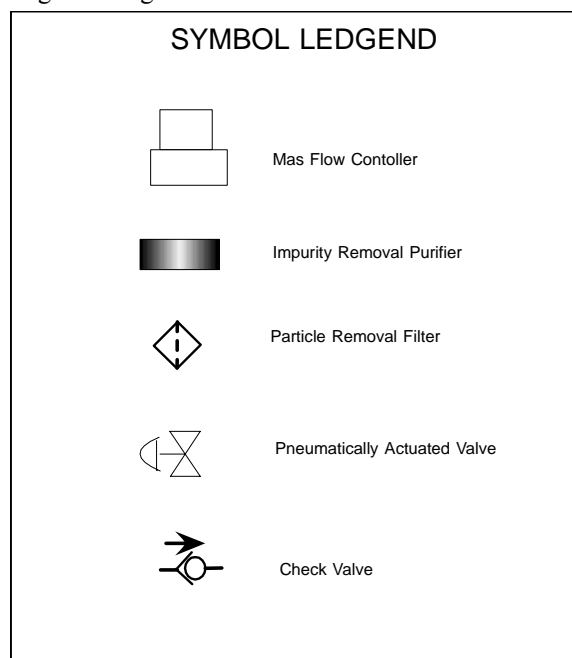 SYMBOL LEDGEND
Mas Flow Contoller
Impurity Removal Purifier
Particle Removal Filter
Pneumatically Actuated Valve
Check Valve